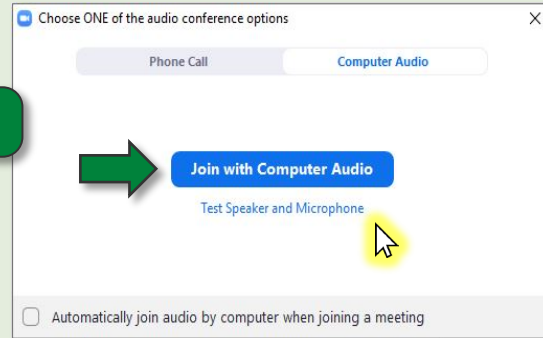 Choose ONE of the audio conference options
Phone Call
Computer Audio
Join with Computer Audio
Test Speaker and Microphone
Automatically join audio by computer when joining a meeting